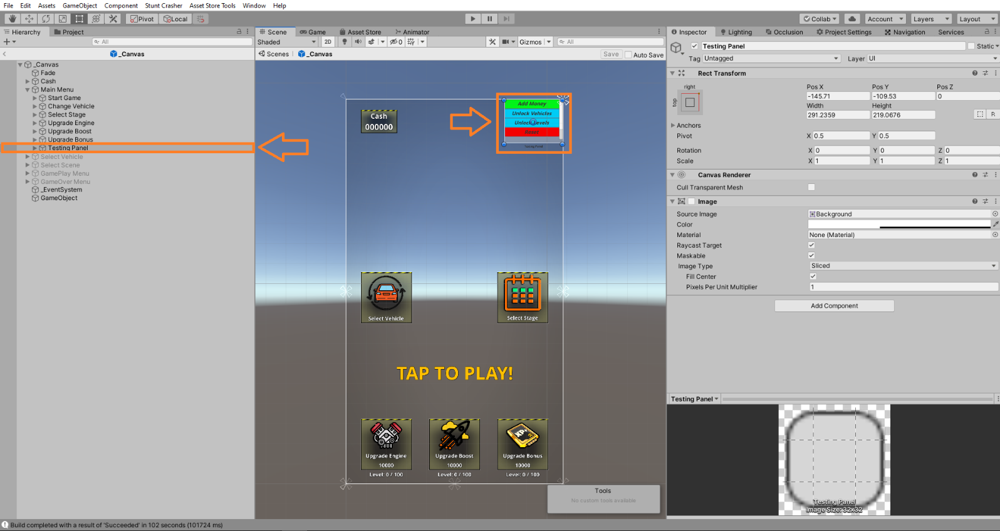 File Edit Assets GameObject Component Stunt Crasher Asset Store Tools Window Help
Pivot Local Collab Account Layers Layout
Hierarchy Project
All
_Canvas
_Canvas
Fade
Cash
Main Menu
Start Game
Change Vehicle
Select Stage
Upgrade Engine
Upgrade Boost
Upgrade Bonus
Testing Panel
Select Vehicle
Select Scene
GamePlay Menu
GameOver Menu
_EventSystem
GameObject
Scene Game Asset Store Animator
Shaded 2D 0 Gizmos All
Scenes _Canvas Save Auto Save
Cash
000000
Add Money
Unlock Vehicles
Unlock Levels
Reset
Testing Panel
Select Vehicle
Select Stage
TAP TO PLAY!
Upgrade Engine
10000
Level: 0 / 100
Upgrade Boost
10000
Level: 0 / 100
XP+
Upgrade Bonus
10000
Level: 0 / 100
Tools
No custom tools available
Inspector Lighting Occlusion Project Settings Navigation Services
Testing Panel Static
Tag Untagged Layer UI
Rect Transform
right
top
Pos X Pos Y Pos Z
-145.71 -109.53 0
Width Height
291.2359 219.0676 R
Anchors
Pivot X 0.5 Y 0.5
Rotation X 0 Y 0 Z 0
Scale X 1 Y 1 Z 1
Canvas Renderer
Cull Transparent Mesh
Image
Source Image Background
Color
Material None (Material)
Raycast Target
Maskable
Image Type Sliced
Fill Center
Pixels Per Unit Multiplier 1
Add Component
Testing Panel
Testing Panel
Image Size: 32x32
Build completed with a result of 'Succeeded' in 102 seconds (101724 ms)